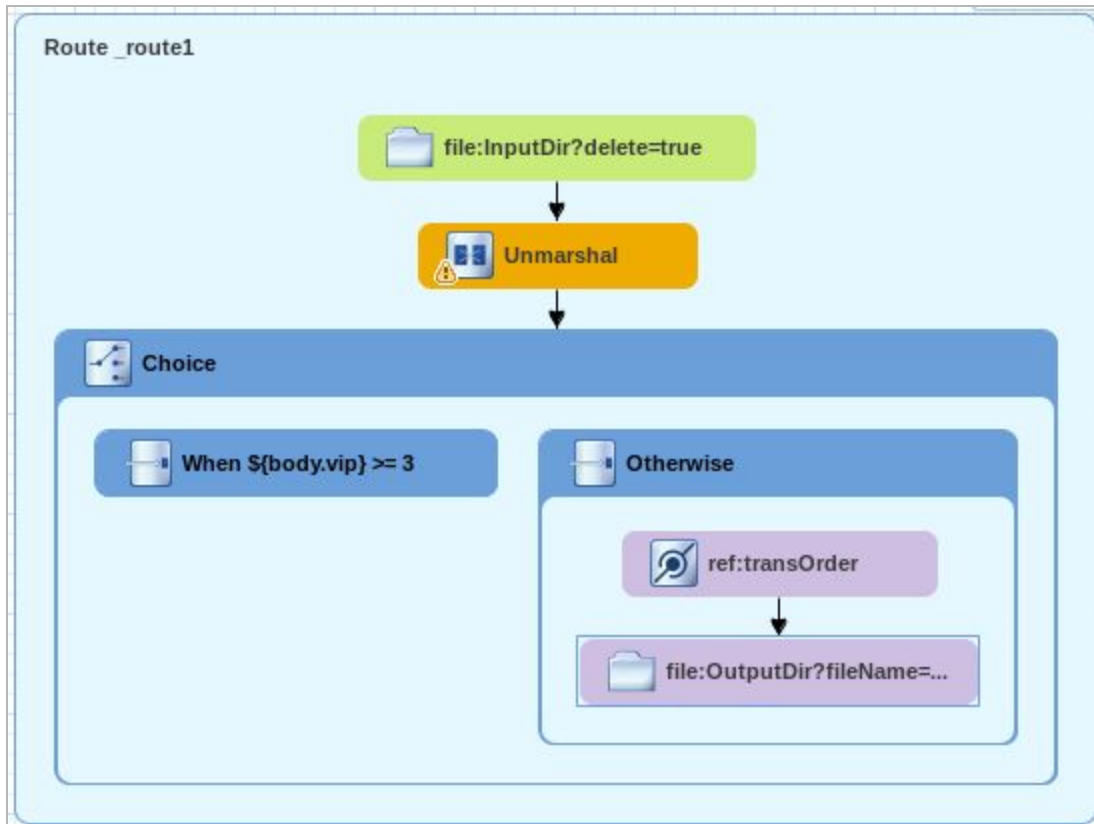 Route _route1
file:InputDir?delete=true
Unmarshal
Choice
When ${body.vip} >= 3
Otherwise
ref:transOrder
file:OutputDir?fileName=...